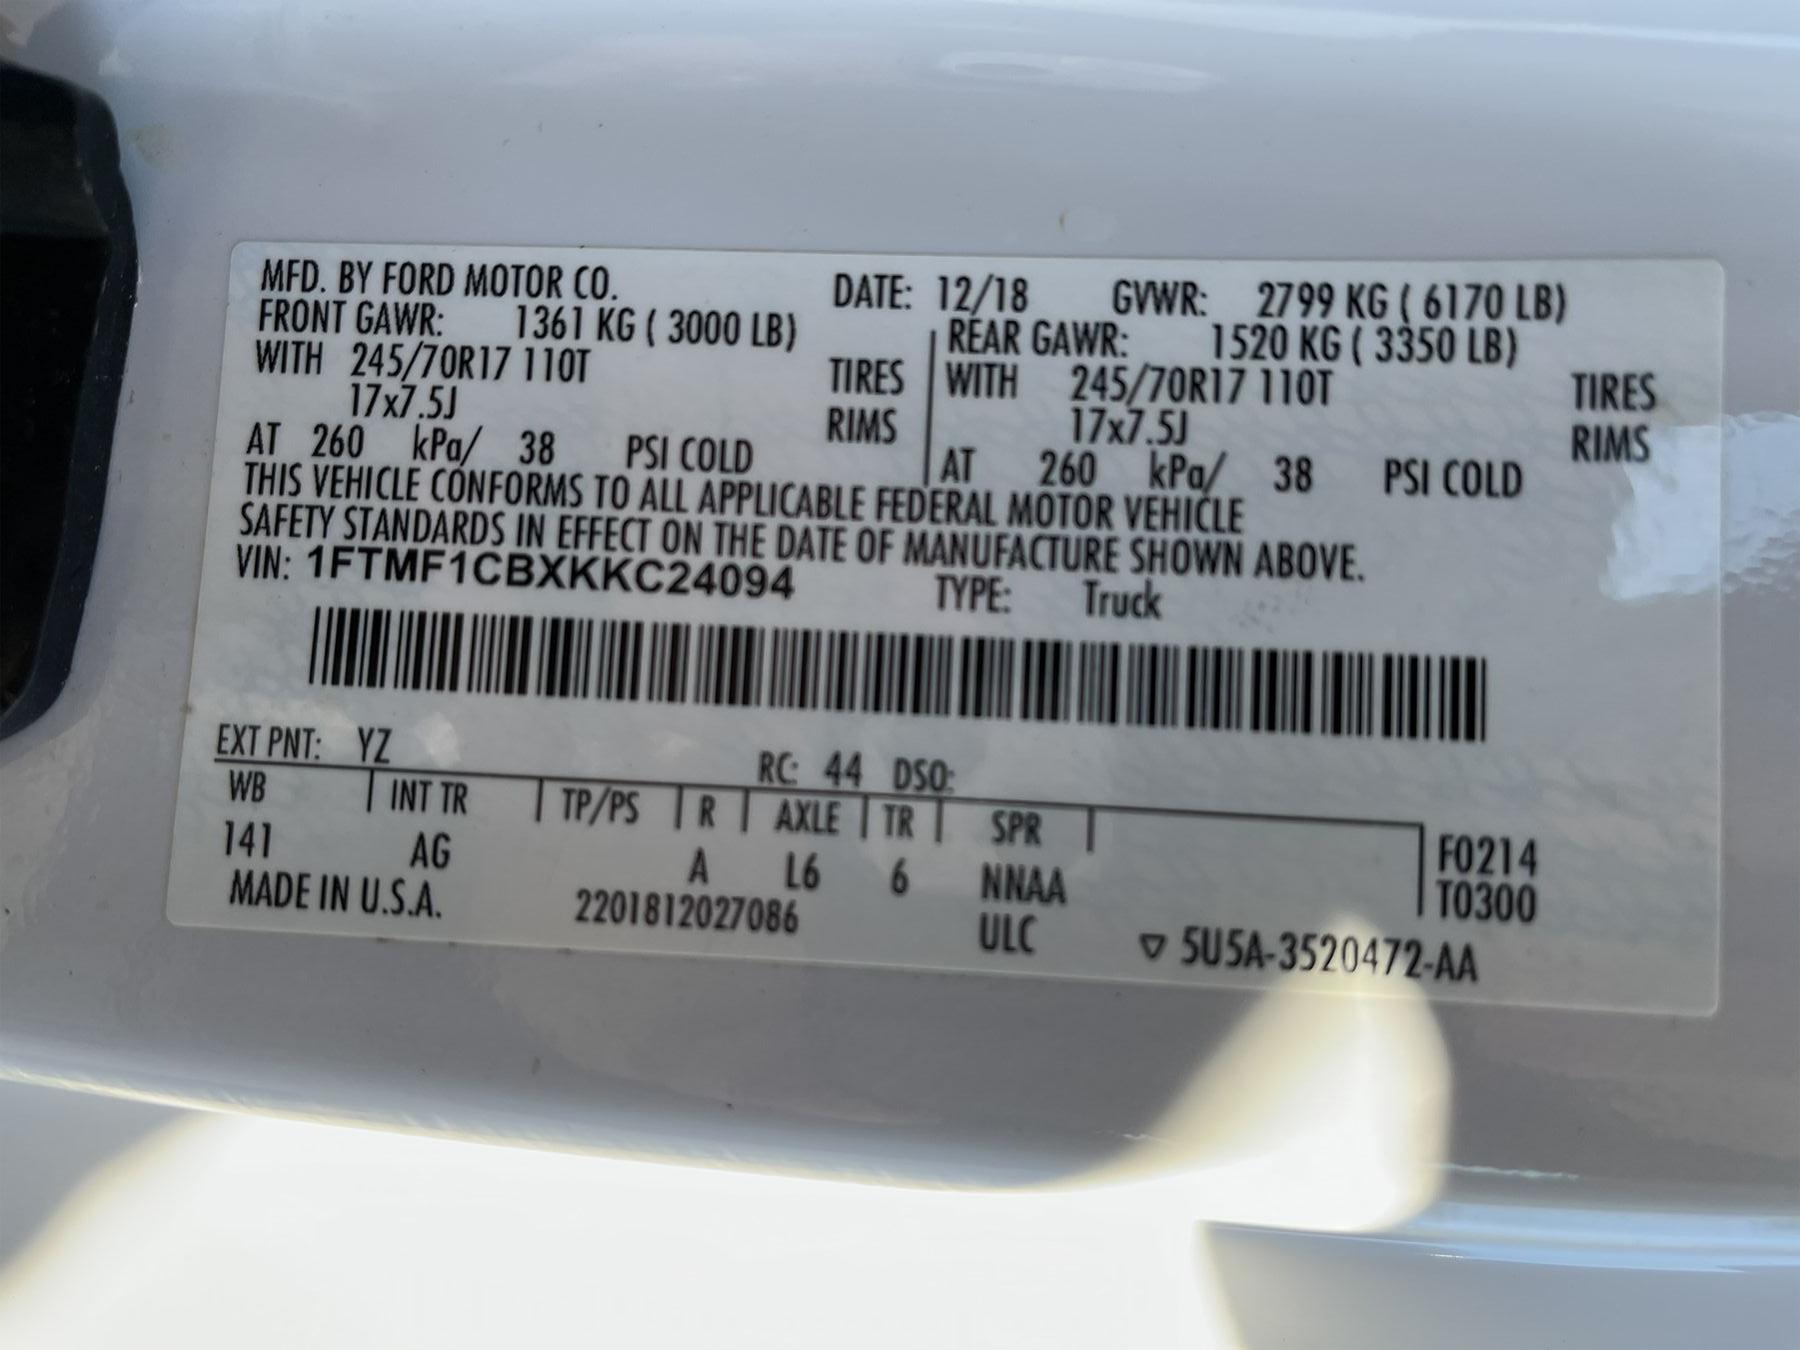 MFD. BY FORD MOTOR CO. DATE: 12/18 GVWR: 2799 KG ( 6170 LB)
FRONT GAWR: 1361 KG ( 3000 LB) REAR GAWR: 1520 KG ( 3350 LB)
WITH 245/70R17 110T TIRES WITH 245/70R17 110T TIRES
17x7.5J RIMS 17x7.5J RIMS
AT 260 kPa/ 38 PSI COLD AT 260 kPa/ 38 PSI COLD
THIS VEHICLE CONFORMS TO ALL APPLICABLE FEDERAL MOTOR VEHICLE
SAFETY STANDARDS IN EFFECT ON THE DATE OF MANUFACTURE SHOWN ABOVE.
VIN: 1FTMF1CBXKKC24094 TYPE: Truck
EXT PNT: YZ RC: 44 DSO:
WB INT TR TP/PS R AXLE TR SPR
141 AG A L6 6 NNAA F0214
MADE IN U.S.A. 2201812027086 ULC T0300
▽ 5U5A-3520472-AA